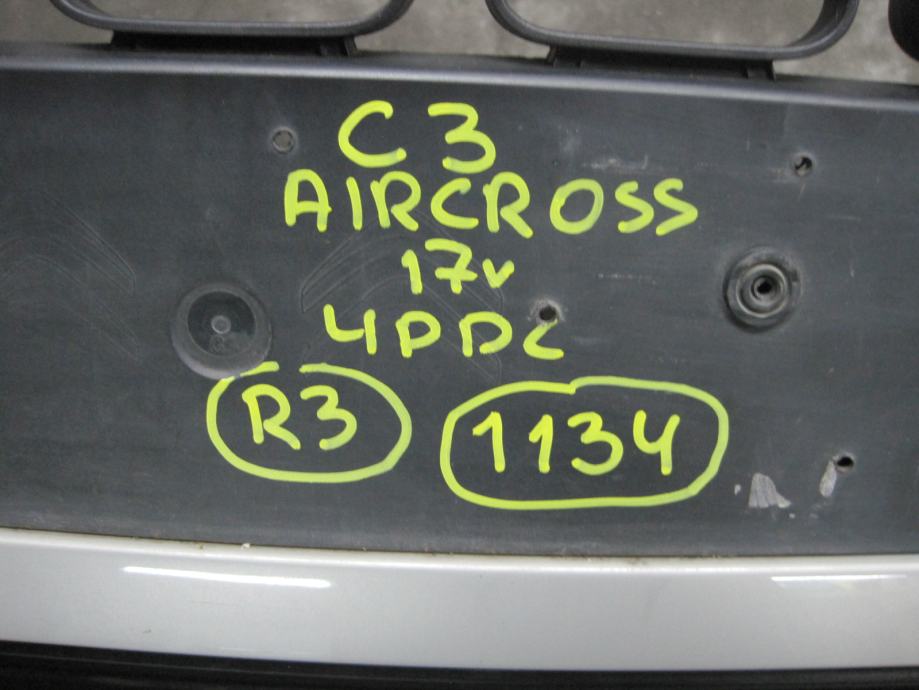 C3
AIRCROSS
17v
4PDC
R3
1134